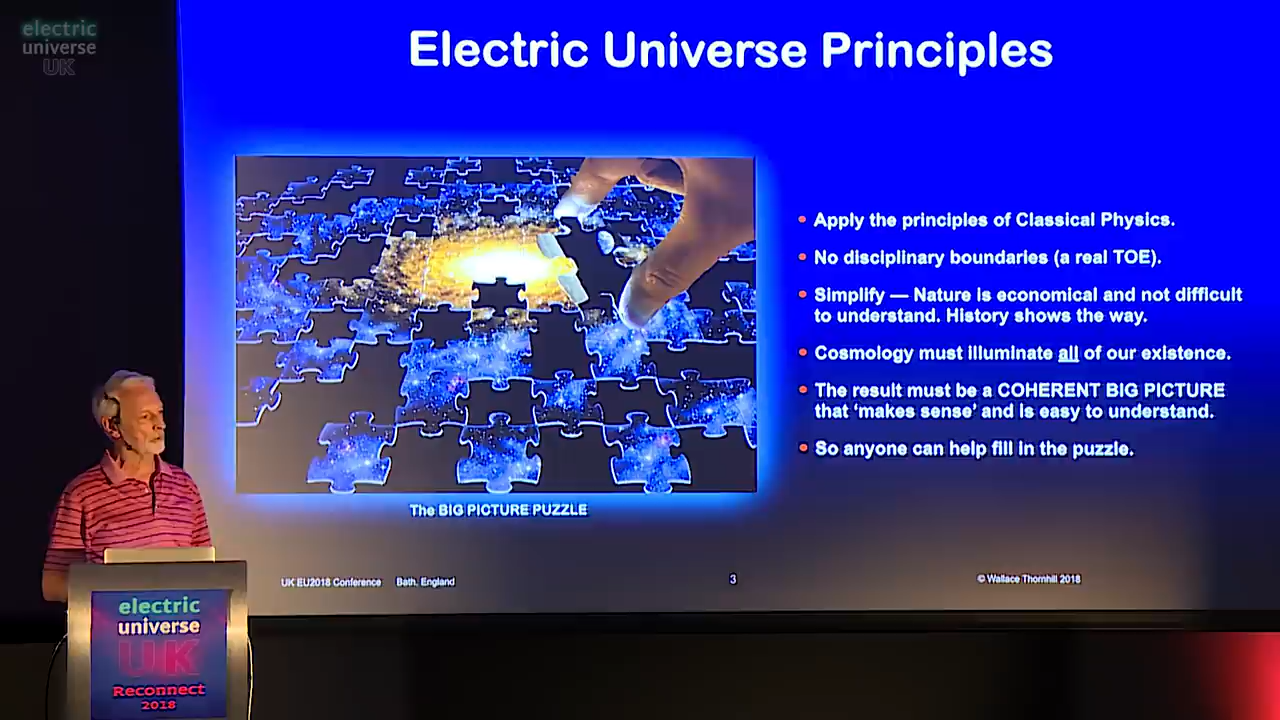 electric
universe
UK
Electric Universe Principles
• Apply the principles of Classical Physics.
• No disciplinary boundaries (a real TOE).
• Simplify — Nature is economical and not difficult
to understand. History shows the way.
• Cosmology must illuminate all of our existence.
• The result must be a COHERENT BIG PICTURE
that ‘makes sense’ and is easy to understand.
• So anyone can help fill in the puzzle.
The BIG PICTURE PUZZLE
UK EU2018 Conference Bath. England
3
© Wallace Thornhill 2018
electric
universe
UK
Reconnect
2018